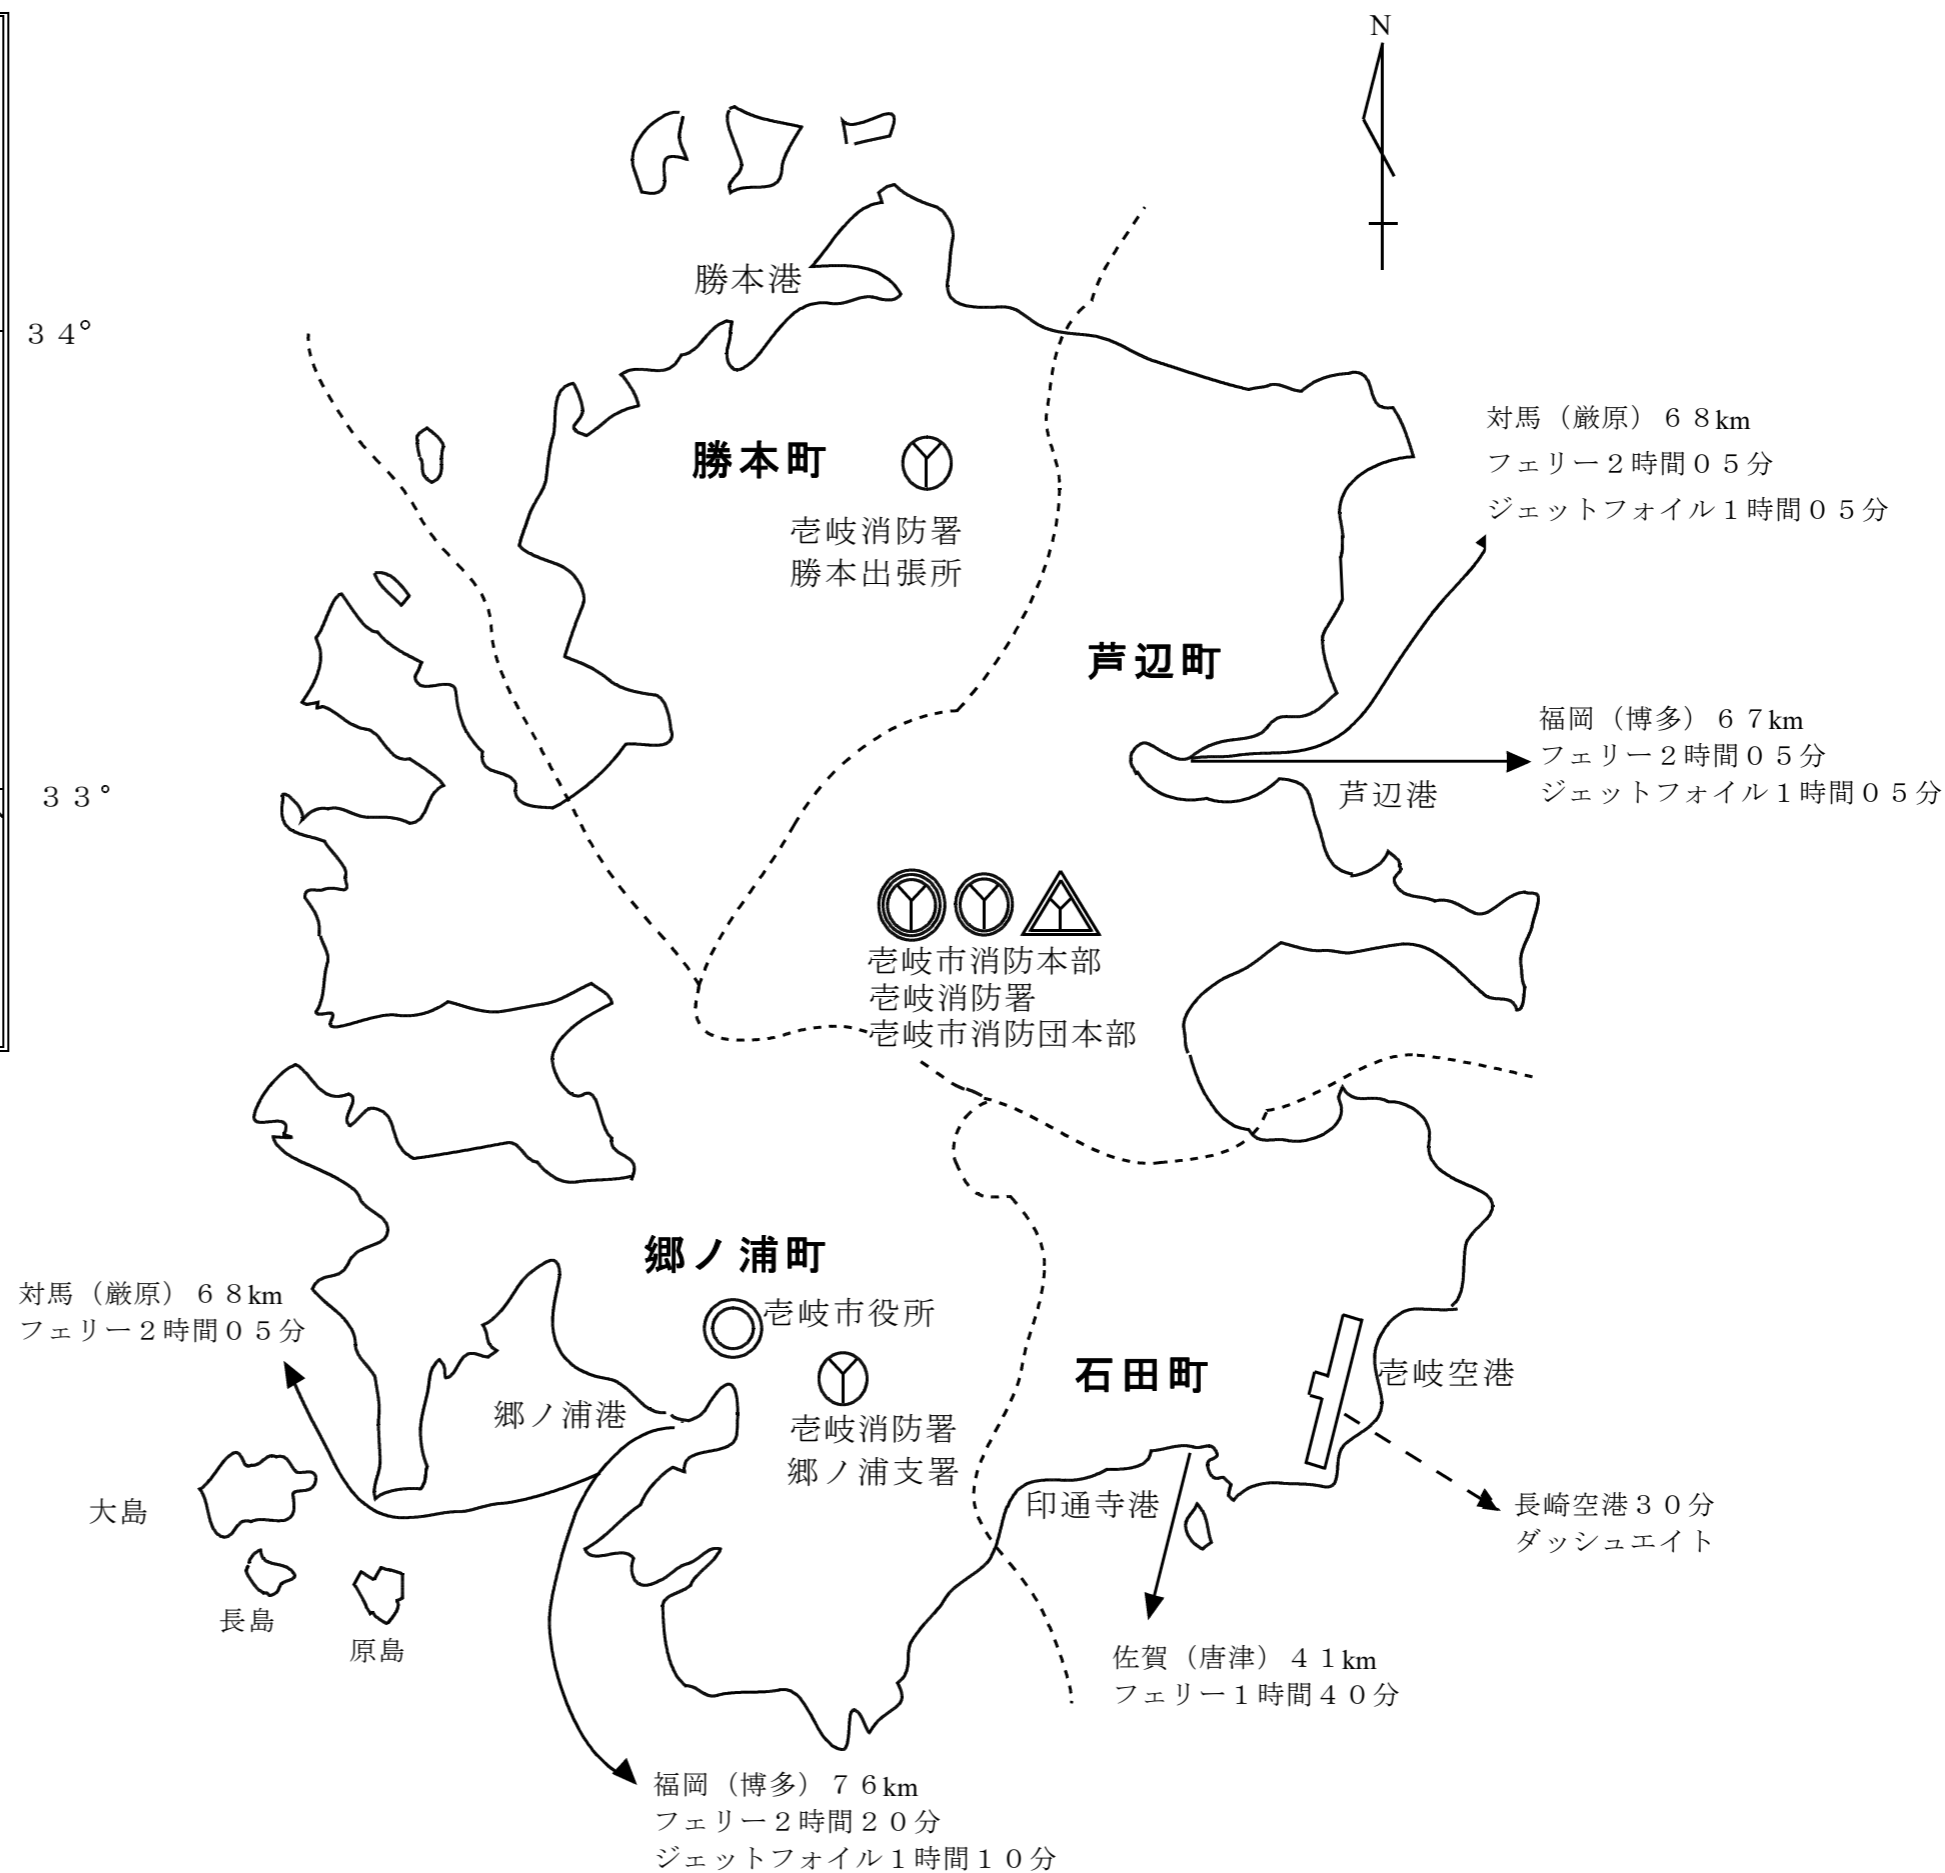 N
勝本港
３４°
対馬（厳原）６８km
フェリー２時間０５分
ジェットフォイル１時間０５分
勝本町
壱岐消防署
勝本出張所
芦辺町
福岡（博多）６７km
フェリー２時間０５分
ジェットフォイル１時間０５分
芦辺港
３３°
壱岐市消防本部
壱岐消防署
壱岐市消防団本部
郷ノ浦町
壱岐市役所
対馬（厳原）６８km
フェリー２時間０５分
石田町
壱岐空港
郷ノ浦港
壱岐消防署
郷ノ浦支署
印通寺港
長崎空港３０分
ダッシュエイト
大島
長島
原島
佐賀（唐津）４１km
フェリー１時間４０分
福岡（博多）７６km
フェリー２時間２０分
ジェットフォイル１時間１０分